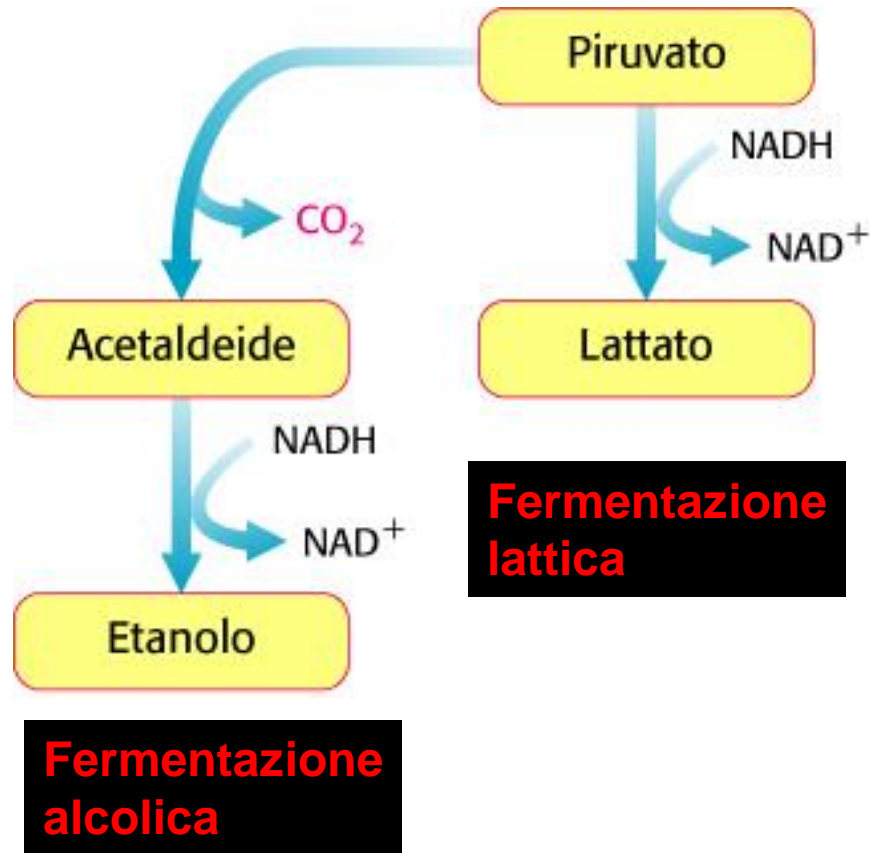 Piruvato
NADH
CO₂
NAD⁺
Acetaldeide
Lattato
NADH
Fermentazione
lattica
NAD⁺
Etanolo
Fermentazione
alcolica